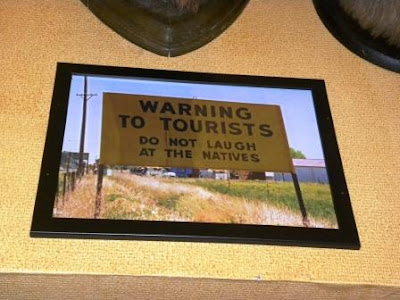 WARNING
TO TOURISTS
DO NOT LAUGH
AT THE NATIVES